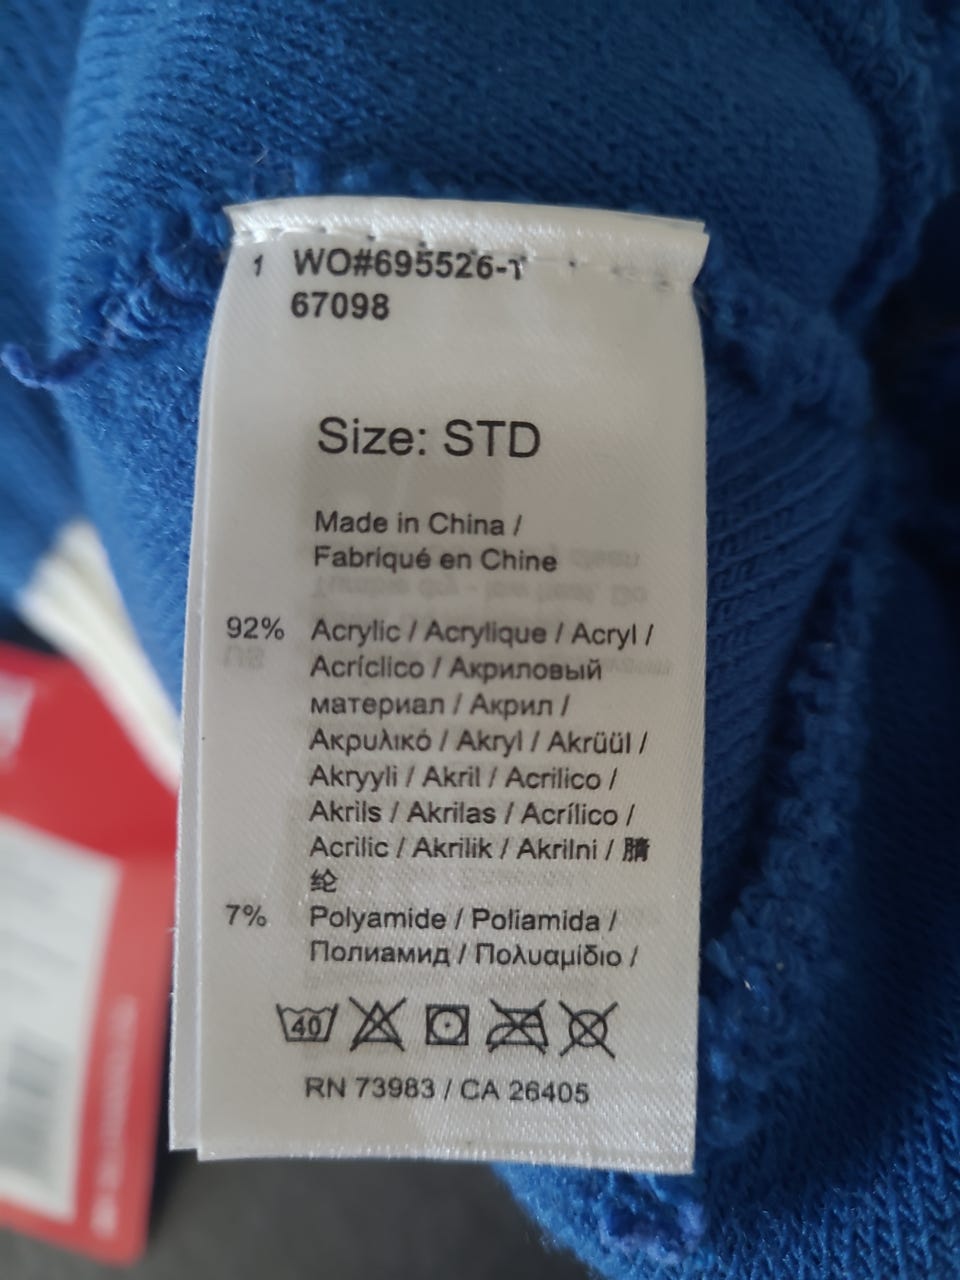 1 WO#695526-1
67098
Size: STD
Made in China /
Fabriqué en Chine
92% Acrylic / Acrylique / Acryl /
Acríclico / Акриловый
материал / Акрил /
Ακρυλικό / Akryl / Akrüül /
Akryyli / Akril / Acrilico /
Akrils / Akrilas / Acrílico /
Acrilic / Akrilik / Akrilni / 腈
纶
7% Polyamide / Poliamida /
Полиамид / Πολυαμίδιο /
40
RN 73983 / CA 26405